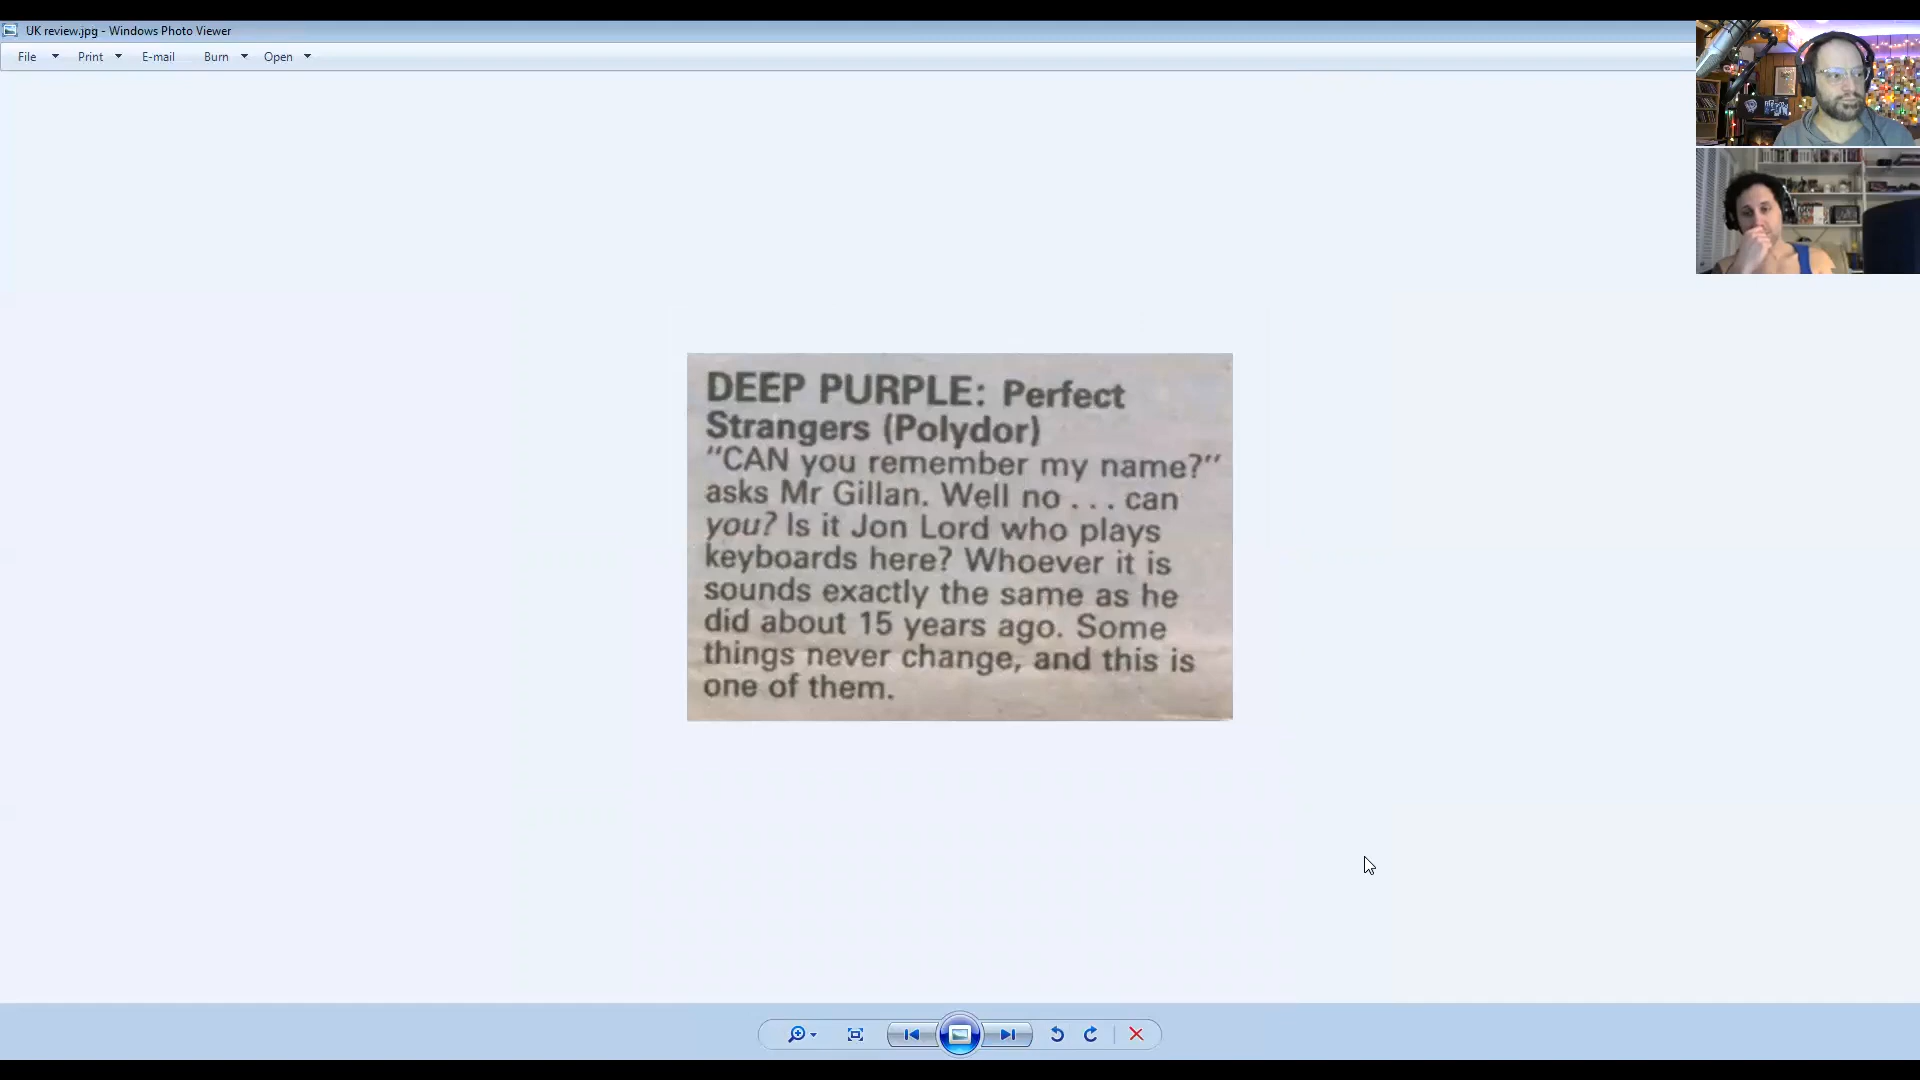 UK review.jpg - Windows Photo Viewer
File Print E-mail Burn Open
DEEP PURPLE: Perfect
Strangers (Polydor)
"CAN you remember my name?"
asks Mr Gillan. Well no . . . can
you? Is it Jon Lord who plays
keyboards here? Whoever it is
sounds exactly the same as he
did about 15 years ago. Some
things never change, and this is
one of them.